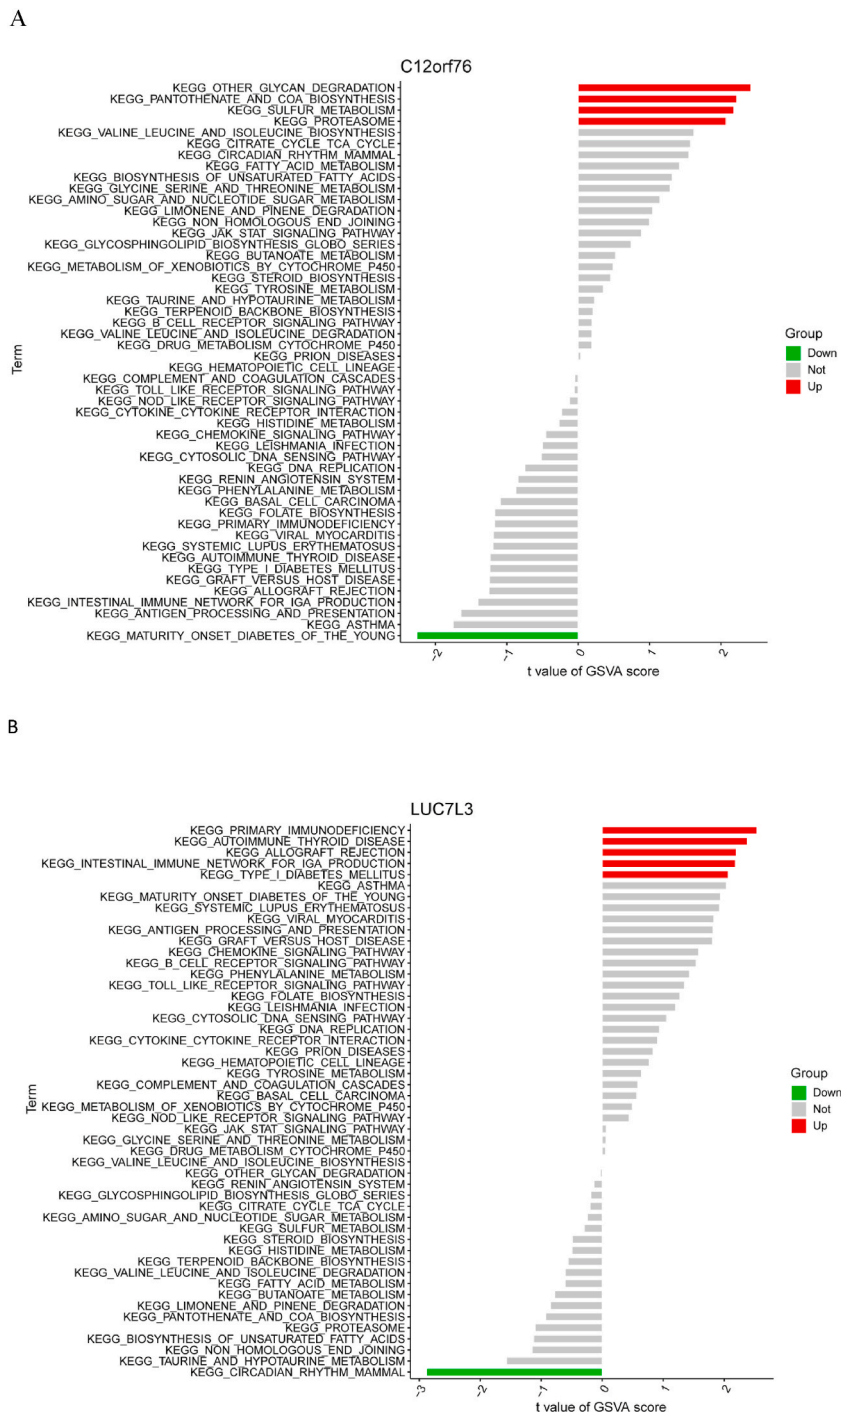 A
C12orf76
KEGG_OTHER_GLYCAN_DEGRADATION
KEGG_PANTOTHENATE_AND_COA_BIOSYNTHESIS
KEGG_SULFUR_METABOLISM
KEGG_PROTEASOME
KEGG_VALINE_LEUCINE_AND_ISOLEUCINE_BIOSYNTHESIS
KEGG_CITRATE_CYCLE_TCA_CYCLE
KEGG_CIRCADIAN_RHYTHM_MAMMAL
KEGG_FATTY_ACID_METABOLISM
KEGG_BIOSYNTHESIS_OF_UNSATURATED_FATTY_ACIDS
KEGG_GLYCINE_SERINE_AND_THREONINE_METABOLISM
KEGG_AMINO_SUGAR_AND_NUCLEOTIDE_SUGAR_METABOLISM
KEGG_LIMONENE_AND_PINENE_DEGRADATION
KEGG_NON_HOMOLOGOUS_END_JOINING
KEGG_JAK_STAT_SIGNALING_PATHWAY
KEGG_GLYCOSPHINGOLIPID_BIOSYNTHESIS_GLOBO_SERIES
KEGG_BUTANOATE_METABOLISM
KEGG_METABOLISM_OF_XENOBIOTICS_BY_CYTOCHROME_P450
KEGG_STEROID_BIOSYNTHESIS
KEGG_TYROSINE_METABOLISM
KEGG_TAURINE_AND_HYPOTAURINE_METABOLISM
KEGG_TERPENOID_BACKBONE_BIOSYNTHESIS
KEGG_B_CELL_RECEPTOR_SIGNALING_PATHWAY
KEGG_VALINE_LEUCINE_AND_ISOLEUCINE_DEGRADATION
KEGG_DRUG_METABOLISM_CYTOCHROME_P450
KEGG_PRION_DISEASES
KEGG_HEMATOPOIETIC_CELL_LINEAGE
KEGG_COMPLEMENT_AND_COAGULATION_CASCADES
KEGG_TOLL_LIKE_RECEPTOR_SIGNALING_PATHWAY
KEGG_NOD_LIKE_RECEPTOR_SIGNALING_PATHWAY
KEGG_CYTOKINE_CYTOKINE_RECEPTOR_INTERACTION
KEGG_HISTIDINE_METABOLISM
KEGG_CHEMOKINE_SIGNALING_PATHWAY
KEGG_LEISHMANIA_INFECTION
KEGG_CYTOSOLIC_DNA_SENSING_PATHWAY
KEGG_DNA_REPLICATION
KEGG_RENIN_ANGIOTENSIN_SYSTEM
KEGG_PHENYLALANINE_METABOLISM
KEGG_BASAL_CELL_CARCINOMA
KEGG_FOLATE_BIOSYNTHESIS
KEGG_PRIMARY_IMMUNODEFICIENCY
KEGG_VIRAL_MYOCARDITIS
KEGG_SYSTEMIC_LUPUS_ERYTHEMATOSUS
KEGG_AUTOIMMUNE_THYROID_DISEASE
KEGG_TYPE_I_DIABETES_MELLITUS
KEGG_GRAFT_VERSUS_HOST_DISEASE
KEGG_ALLOGRAFT_REJECTION
KEGG_INTESTINAL_IMMUNE_NETWORK_FOR_IGA_PRODUCTION
KEGG_ANTIGEN_PROCESSING_AND_PRESENTATION
KEGG_ASTHMA
KEGG_MATURITY_ONSET_DIABETES_OF_THE_YOUNG
Term
−2 −1 0 1 2
t value of GSVA score
Group
Down
Not
Up
B
LUC7L3
KEGG_PRIMARY_IMMUNODEFICIENCY
KEGG_AUTOIMMUNE_THYROID_DISEASE
KEGG_ALLOGRAFT_REJECTION
KEGG_INTESTINAL_IMMUNE_NETWORK_FOR_IGA_PRODUCTION
KEGG_TYPE_I_DIABETES_MELLITUS
KEGG_ASTHMA
KEGG_MATURITY_ONSET_DIABETES_OF_THE_YOUNG
KEGG_SYSTEMIC_LUPUS_ERYTHEMATOSUS
KEGG_VIRAL_MYOCARDITIS
KEGG_ANTIGEN_PROCESSING_AND_PRESENTATION
KEGG_GRAFT_VERSUS_HOST_DISEASE
KEGG_CHEMOKINE_SIGNALING_PATHWAY
KEGG_B_CELL_RECEPTOR_SIGNALING_PATHWAY
KEGG_PHENYLALANINE_METABOLISM
KEGG_TOLL_LIKE_RECEPTOR_SIGNALING_PATHWAY
KEGG_FOLATE_BIOSYNTHESIS
KEGG_LEISHMANIA_INFECTION
KEGG_CYTOSOLIC_DNA_SENSING_PATHWAY
KEGG_DNA_REPLICATION
KEGG_CYTOKINE_CYTOKINE_RECEPTOR_INTERACTION
KEGG_PRION_DISEASES
KEGG_HEMATOPOIETIC_CELL_LINEAGE
KEGG_TYROSINE_METABOLISM
KEGG_COMPLEMENT_AND_COAGULATION_CASCADES
KEGG_BASAL_CELL_CARCINOMA
KEGG_METABOLISM_OF_XENOBIOTICS_BY_CYTOCHROME_P450
KEGG_NOD_LIKE_RECEPTOR_SIGNALING_PATHWAY
KEGG_JAK_STAT_SIGNALING_PATHWAY
KEGG_GLYCINE_SERINE_AND_THREONINE_METABOLISM
KEGG_DRUG_METABOLISM_CYTOCHROME_P450
KEGG_VALINE_LEUCINE_AND_ISOLEUCINE_BIOSYNTHESIS
KEGG_OTHER_GLYCAN_DEGRADATION
KEGG_RENIN_ANGIOTENSIN_SYSTEM
KEGG_GLYCOSPHINGOLIPID_BIOSYNTHESIS_GLOBO_SERIES
KEGG_CITRATE_CYCLE_TCA_CYCLE
KEGG_AMINO_SUGAR_AND_NUCLEOTIDE_SUGAR_METABOLISM
KEGG_SULFUR_METABOLISM
KEGG_STEROID_BIOSYNTHESIS
KEGG_HISTIDINE_METABOLISM
KEGG_TERPENOID_BACKBONE_BIOSYNTHESIS
KEGG_VALINE_LEUCINE_AND_ISOLEUCINE_DEGRADATION
KEGG_FATTY_ACID_METABOLISM
KEGG_BUTANOATE_METABOLISM
KEGG_LIMONENE_AND_PINENE_DEGRADATION
KEGG_PANTOTHENATE_AND_COA_BIOSYNTHESIS
KEGG_PROTEASOME
KEGG_BIOSYNTHESIS_OF_UNSATURATED_FATTY_ACIDS
KEGG_NON_HOMOLOGOUS_END_JOINING
KEGG_TAURINE_AND_HYPOTAURINE_METABOLISM
KEGG_CIRCADIAN_RHYTHM_MAMMAL
Term
−3 −2 −1 0 1 2
t value of GSVA score
Group
Down
Not
Up